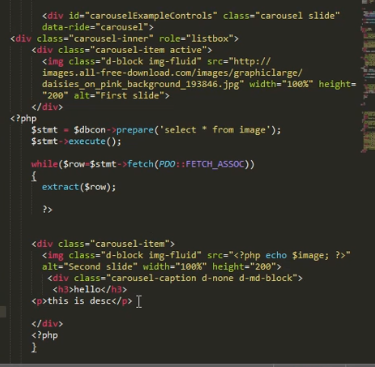 <div id="carouselExampleControls" class="carousel slide"
data-ride="carousel">
<div class="carousel-inner" role="listbox">
<div class="carousel-item active">
<img class="d-block img-fluid" src="http://
images.all-free-download.com/images/graphiclarge/
daisies_on_pink_background_193846.jpg" width="100%" height=
"200" alt="First slide">
</div>
<?php
$stmt = $dbcon->prepare('select * from image');
$stmt->execute();
while($row=$stmt->fetch(PDO::FETCH_ASSOC))
{
extract($row);
?>
<div class="carousel-item">
<img class="d-block img-fluid" src="<?php echo $image; ?>"
alt="Second slide" width="100%" height="200">
<div class="carousel-caption d-none d-md-block">
<h3>hello</h3>
<p>this is desc</p>
</div>
<?php
}